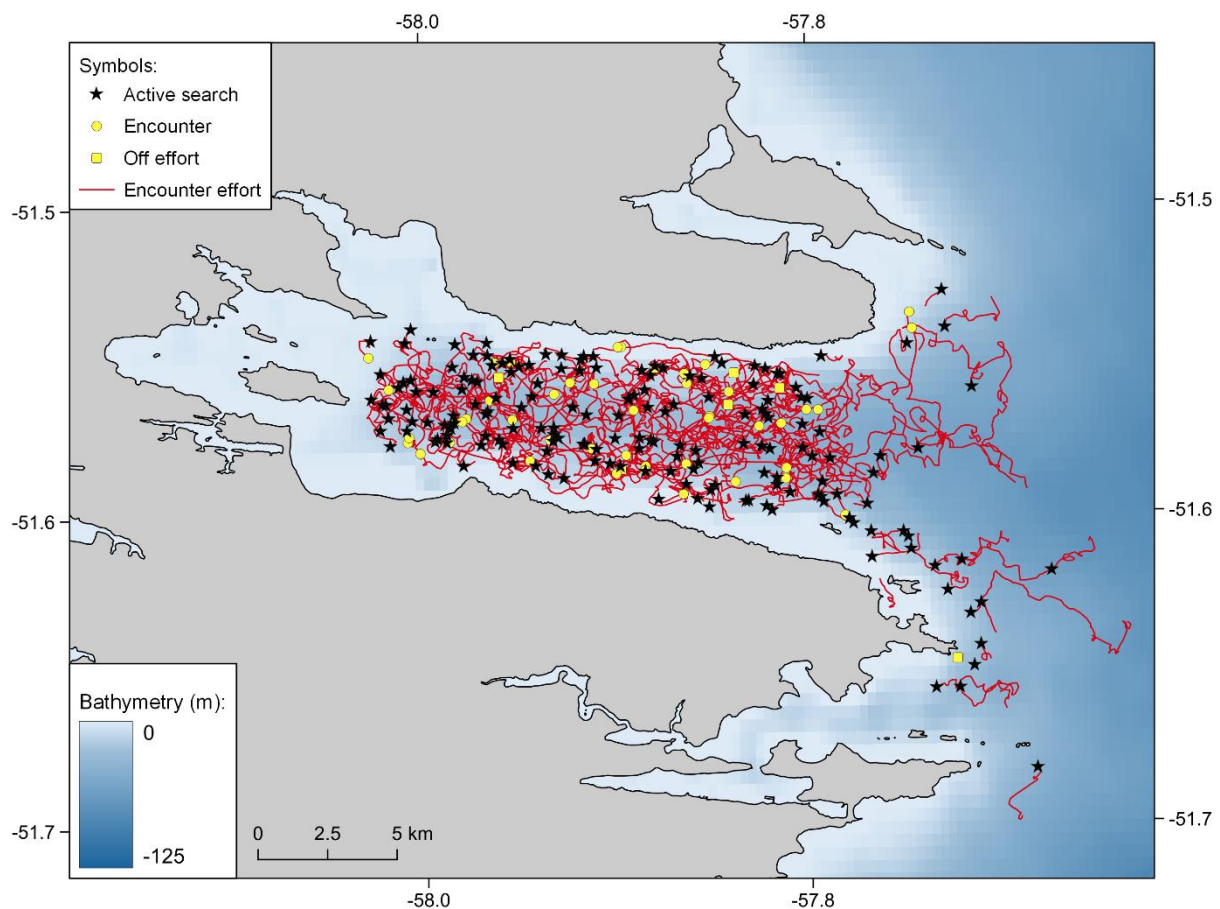 -58.0
-57.8
Symbols:
Active search
Encounter
Off effort
Encounter effort
-51.5
-51.5
-51.6
-51.6
Bathymetry (m):
0
-125
0
2.5
5 km
-51.7
-51.7
-58.0
-57.8